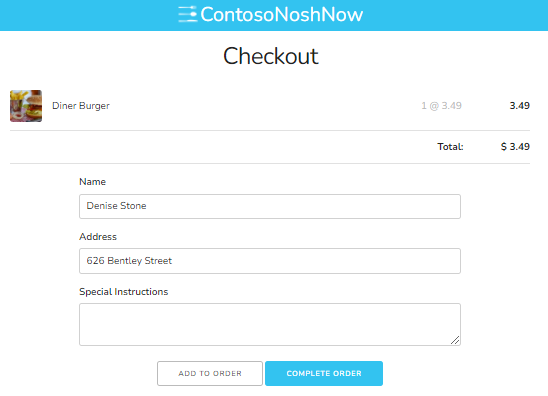 ContosoNoshNow
Checkout
Diner Burger 1 @ 3.49 3.49
Total: $ 3.49
Name
Denise Stone
Address
626 Bentley Street
Special Instructions
ADD TO ORDER COMPLETE ORDER